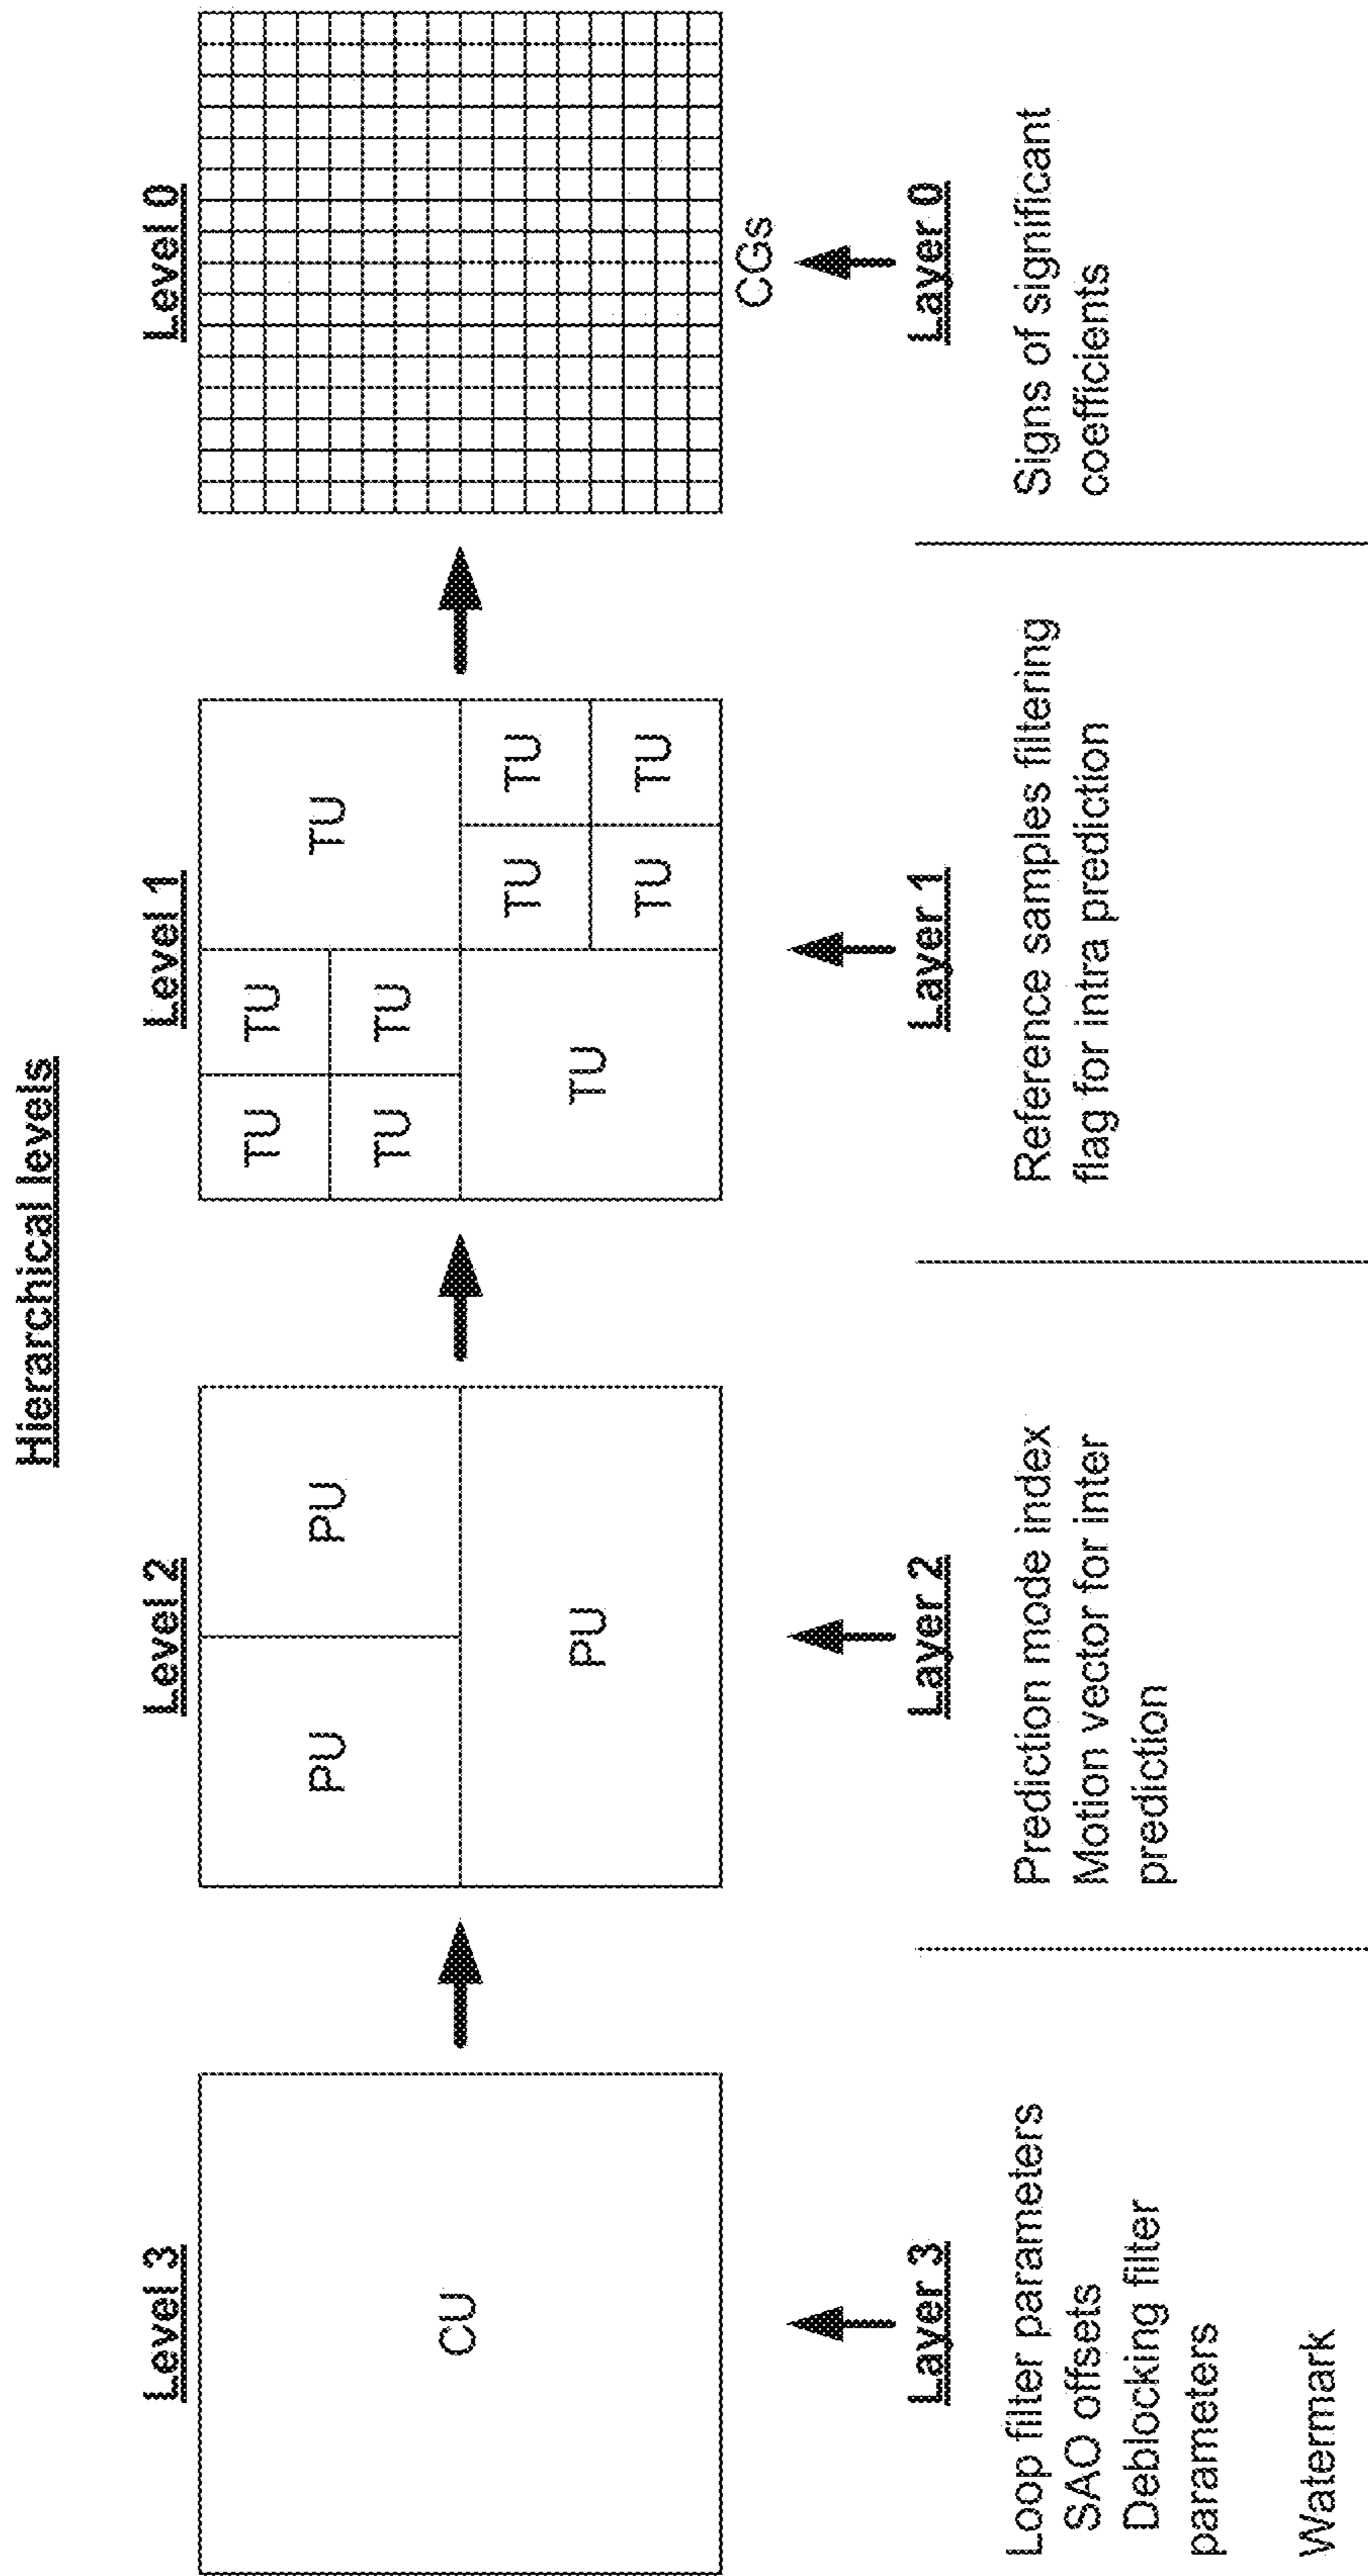 Hierarchical levels
Level 3
CU
Level 2
PU
PU
PU
Level 1
TU
TU
TU
TU
TU
TU
TU
TU
TU
TU
Level 0
CGs
Layer 3
Loop filter parameters
SAO offsets
Deblocking filter
parameters
Watermark
Layer 2
Prediction mode index
Motion vector for inter
prediction
Layer 1
Reference samples filtering
flag for intra prediction
Layer 0
Signs of significant
coefficients